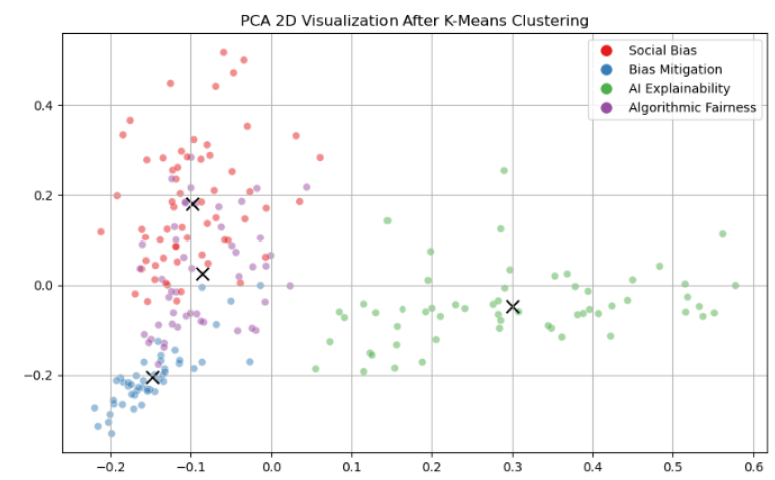 PCA 2D Visualization After K-Means Clustering
Social Bias
Bias Mitigation
AI Explainability
Algorithmic Fairness
0.4
0.2
0.0
−0.2
−0.2 −0.1 0.0 0.1 0.2 0.3 0.4 0.5 0.6